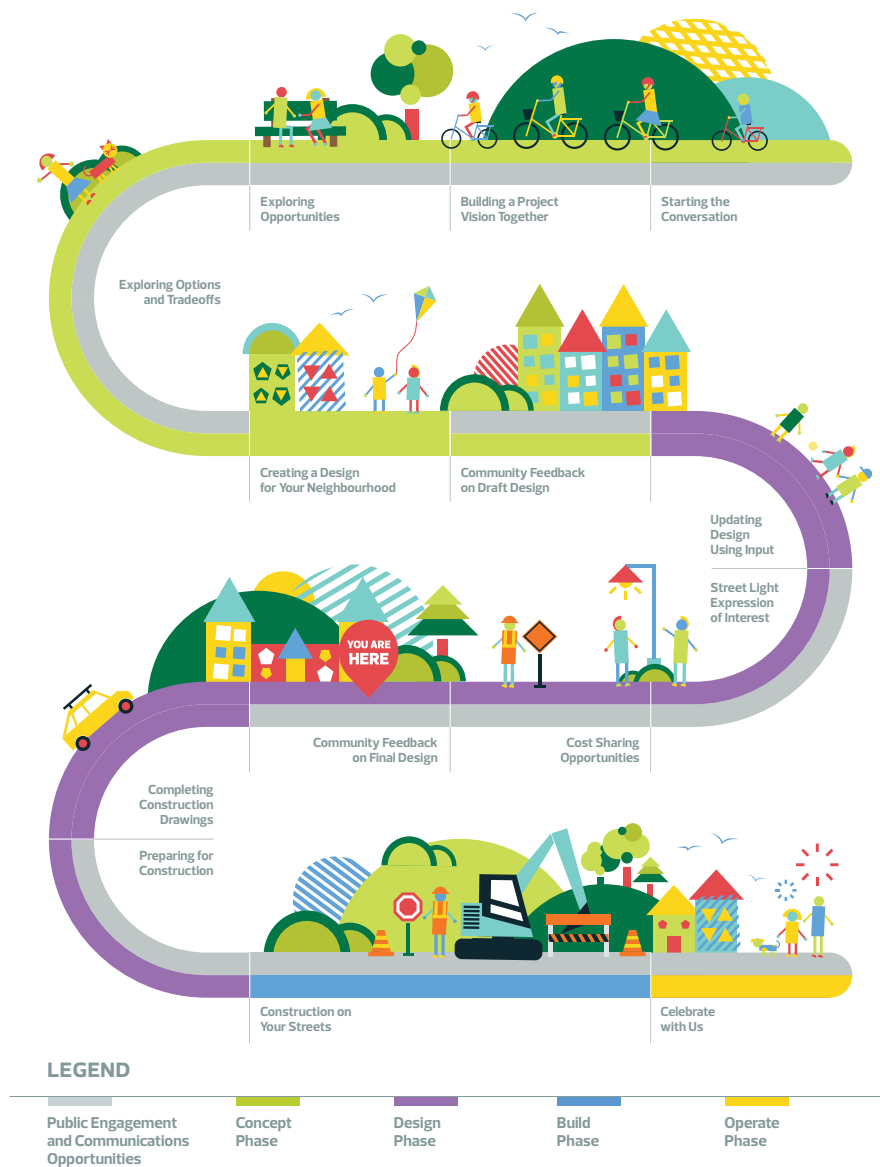 Exploring
Opportunities
Building a Project
Vision Together
Starting the
Conversation
Exploring Options
and Tradeoffs
Creating a Design
for Your Neighbourhood
Community Feedback
on Draft Design
Updating
Design
Using Input
Street Light
Expression
of Interest
YOU ARE
HERE
Community Feedback
on Final Design
Cost Sharing
Opportunities
Completing
Construction
Drawings
Preparing for
Construction
Construction on
Your Streets
Celebrate
with Us
LEGEND
Public Engagement
and Communications
Opportunities
Concept
Phase
Design
Phase
Build
Phase
Operate
Phase